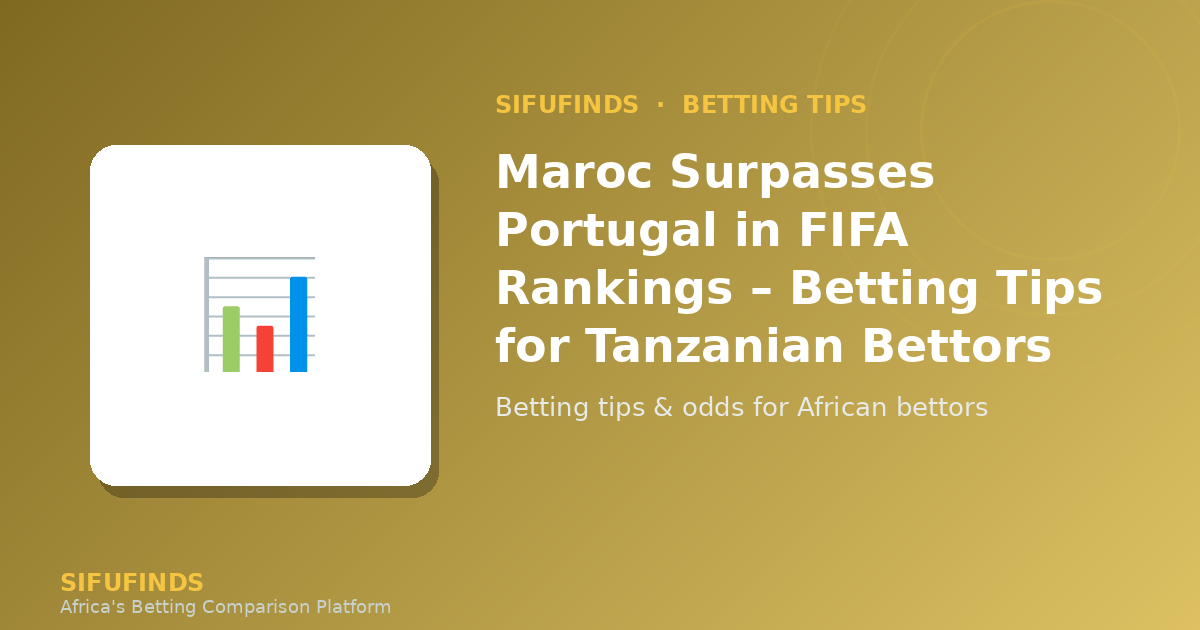 SIFUFINDS · BETTING TIPS
Maroc Surpasses
Portugal in FIFA
Rankings – Betting Tips
for Tanzanian Bettors
Betting tips & odds for African bettors
SIFUFINDS
Africa's Betting Comparison Platform